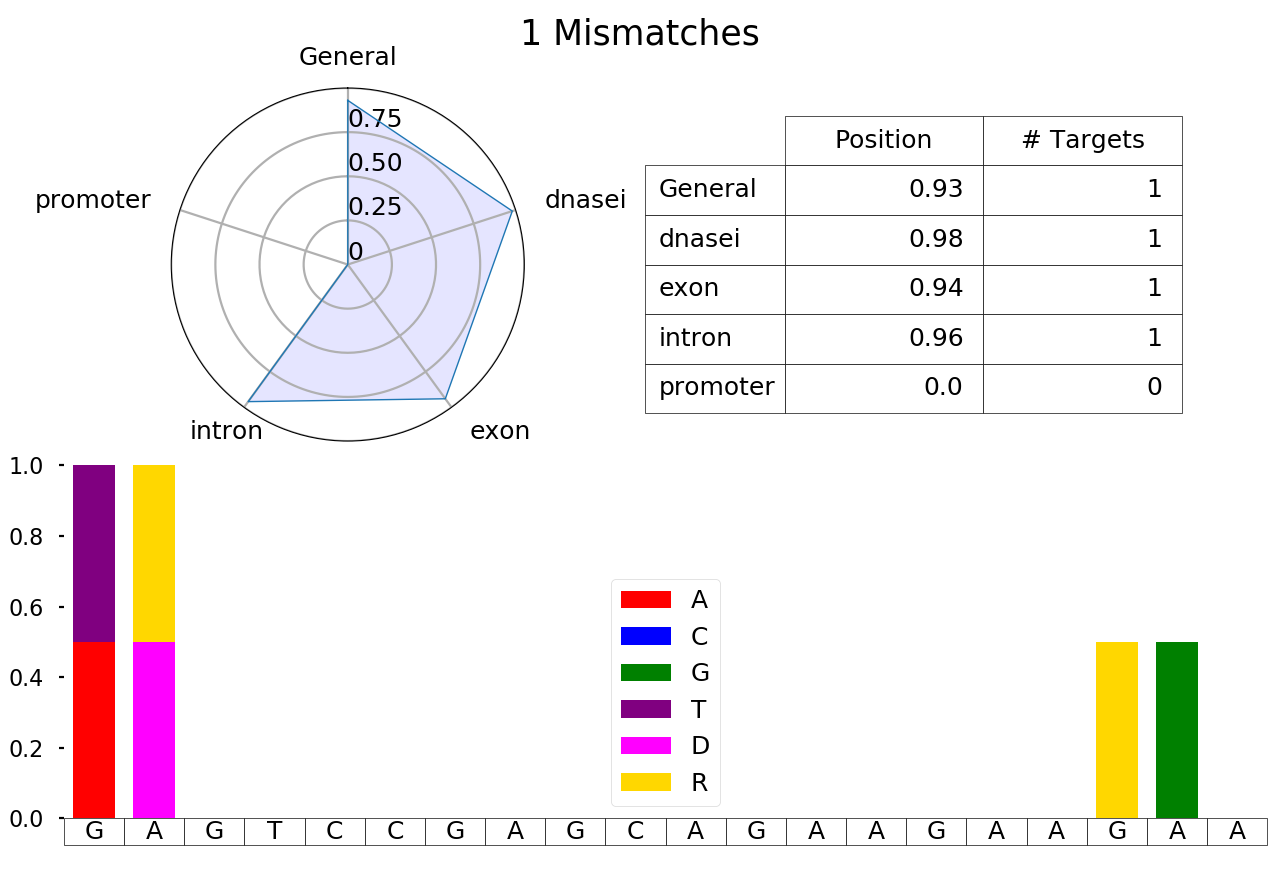 1 Mismatches
General
0.75
0.50
0.25
0
promoter
dnasei
intron
exon
Position # Targets
General 0.93 1
dnasei 0.98 1
exon 0.94 1
intron 0.96 1
promoter 0.0 0
1.0
0.8
0.6
0.4
0.2
0.0
A
C
G
T
D
R
G A G T C C G A G C A G A A G A A G A A